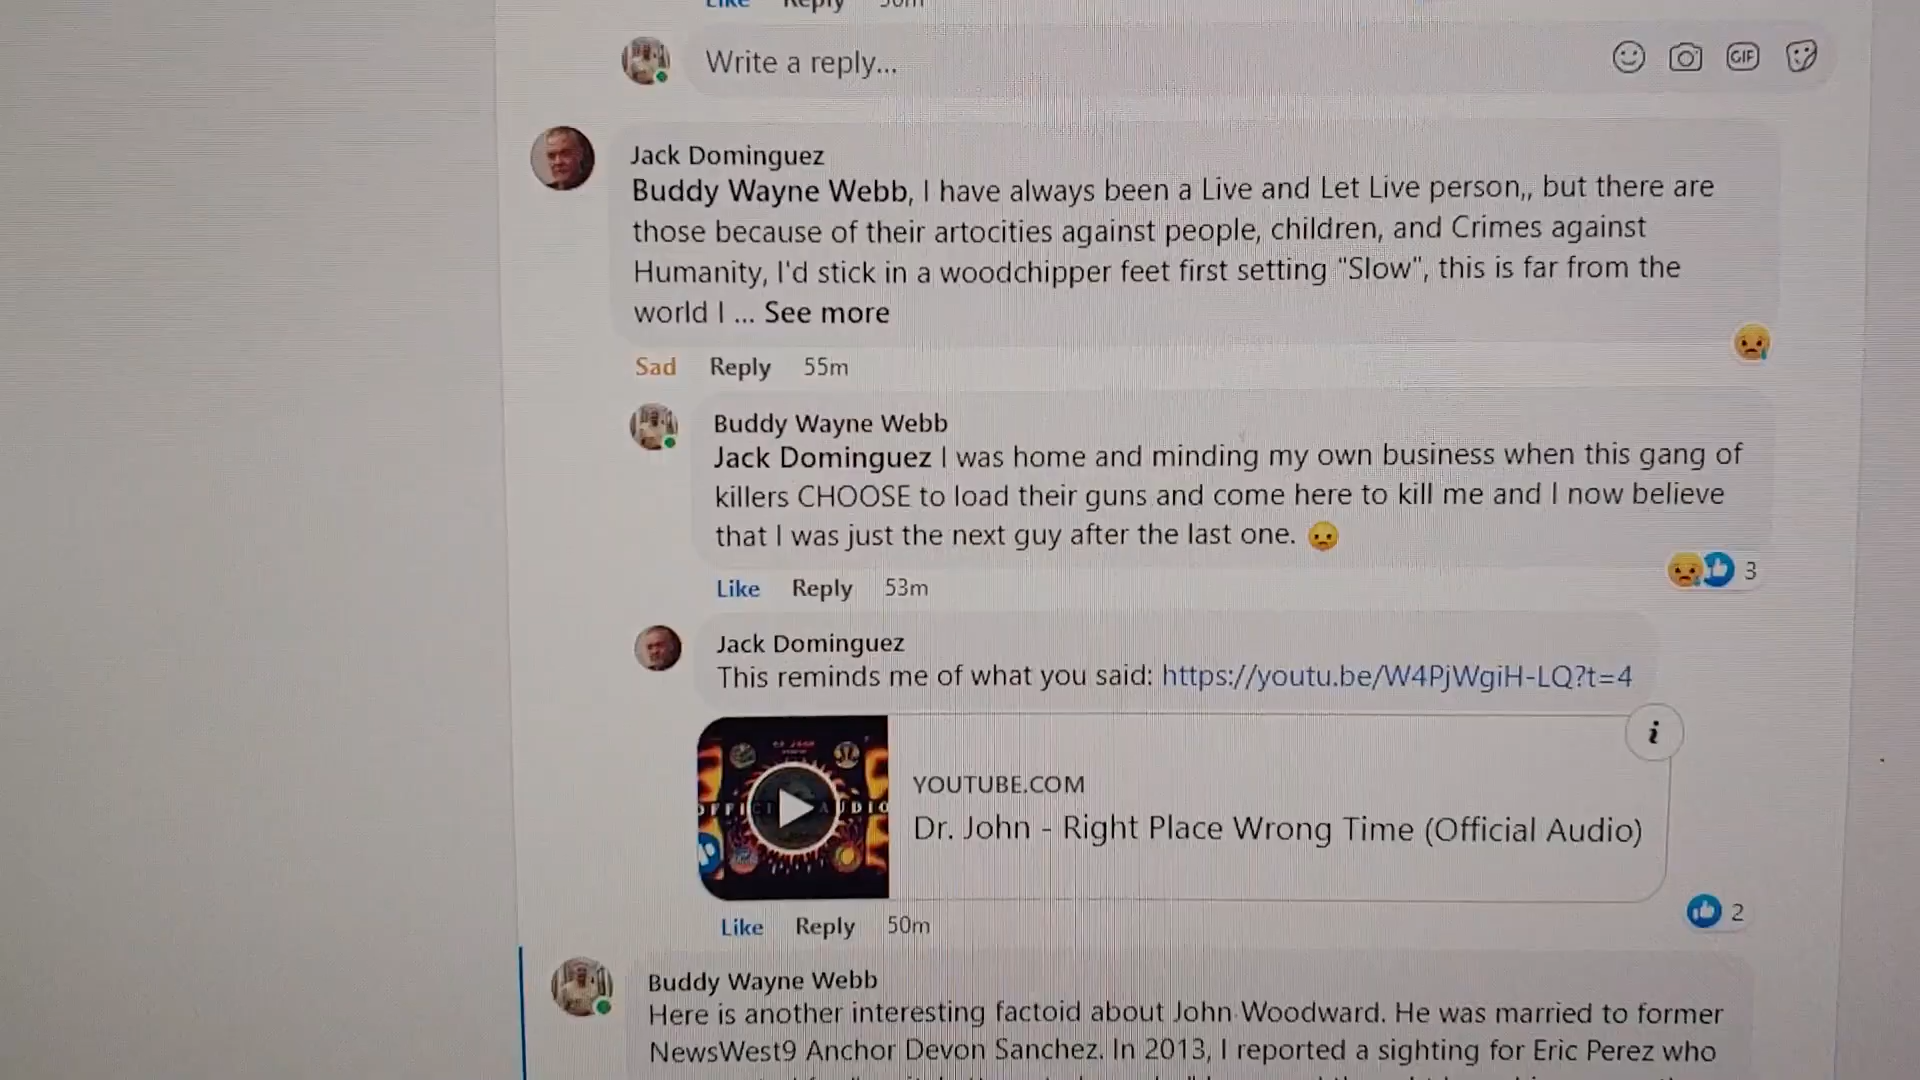 Like Reply 50m
Write a reply...
GIF
Jack Dominguez
Buddy Wayne Webb, I have always been a Live and Let Live person,, but there are
those because of their artocities against people, children, and Crimes against
Humanity, I'd stick in a woodchipper feet first setting "Slow", this is far from the
world I ... See more
Sad Reply 55m
Buddy Wayne Webb
Jack Dominguez I was home and minding my own business when this gang of
killers CHOOSE to load their guns and come here to kill me and I now believe
that I was just the next guy after the last one.
3
Like Reply 53m
Jack Dominguez
This reminds me of what you said: https://youtu.be/W4PjWgiH-LQ?t=4
i
OFFICIAL AUDIO
YOUTUBE.COM
Dr. John - Right Place Wrong Time (Official Audio)
2
Like Reply 50m
Buddy Wayne Webb
Here is another interesting factoid about John Woodward. He was married to former
NewsWest9 Anchor Devon Sanchez. In 2013, I reported a sighting for Eric Perez who